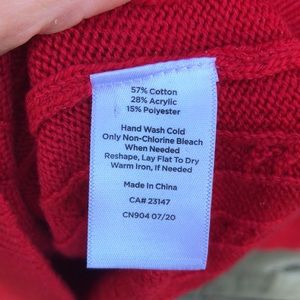 57% Cotton
28% Acrylic
15% Polyester
Hand Wash Cold
Only Non-Chlorine Bleach
When Needed
Reshape, Lay Flat To Dry
Warm Iron, If Needed
Made In China
CA# 23147
CN904 07/20